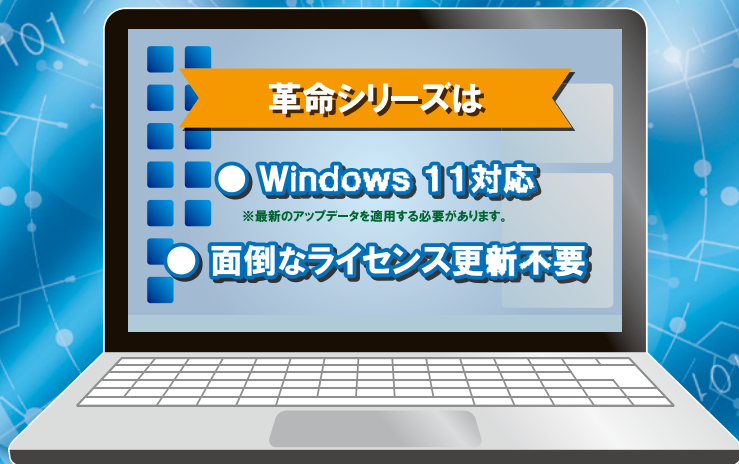 革命シリーズは
● Windows 11対応
※最新のアップデータを適用する必要があります。
● 面倒なライセンス更新不要
101
101